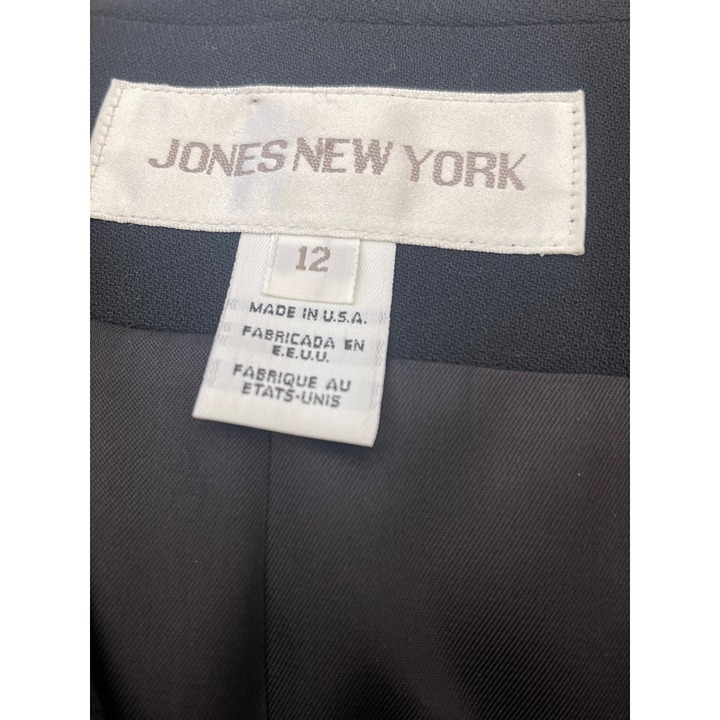 JONES NEW YORK
12
MADE IN U.S.A.
FABRICADA EN
E.E.U.U.
FABRIQUE AU
ETATS-UNIS